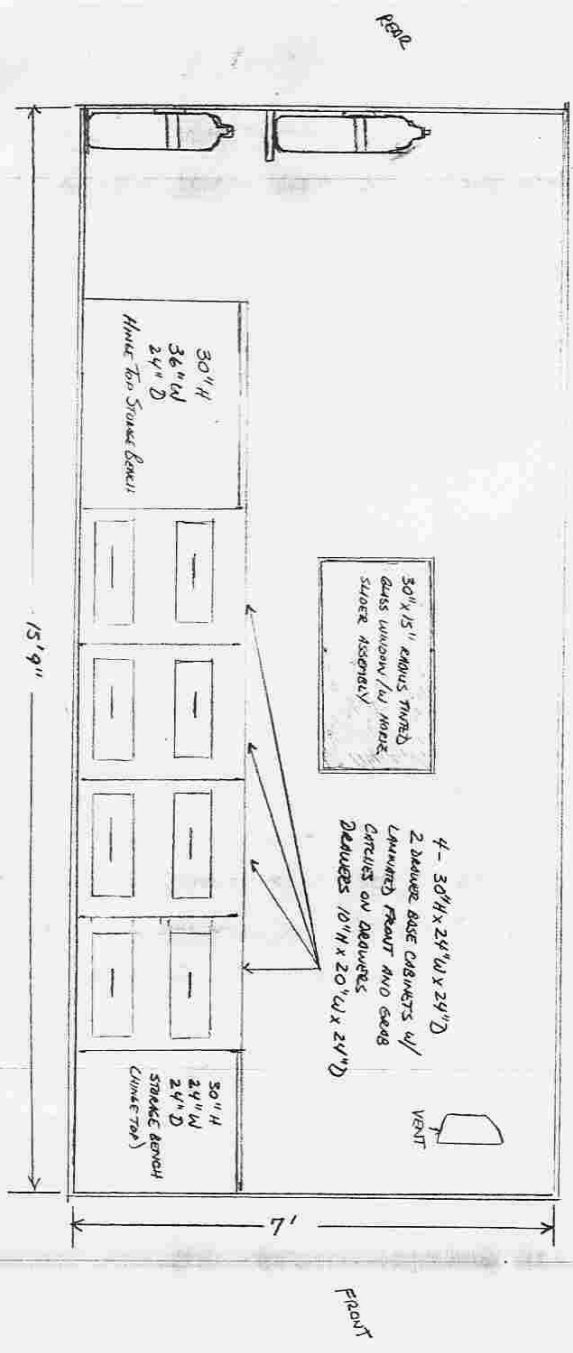 REAR
30"H
36"W
24"D
HINGE TOP STORAGE BENCH
30"x15" RADIUS TINTED
GLASS WINDOW/W HORIZ.
SLIDER ASSEMBLY
4- 30"H x 24"W x 24"D
2 DRAWER BASE CABINETS W/
LAMINATED FRONT AND GRAB
CATCHES ON DRAWERS
DRAWERS 10"H x 20"W x 24"D
VENT
30"H
24"W
24"D
STORAGE BENCH
(HINGE TOP)
15'9"
7'
FRONT